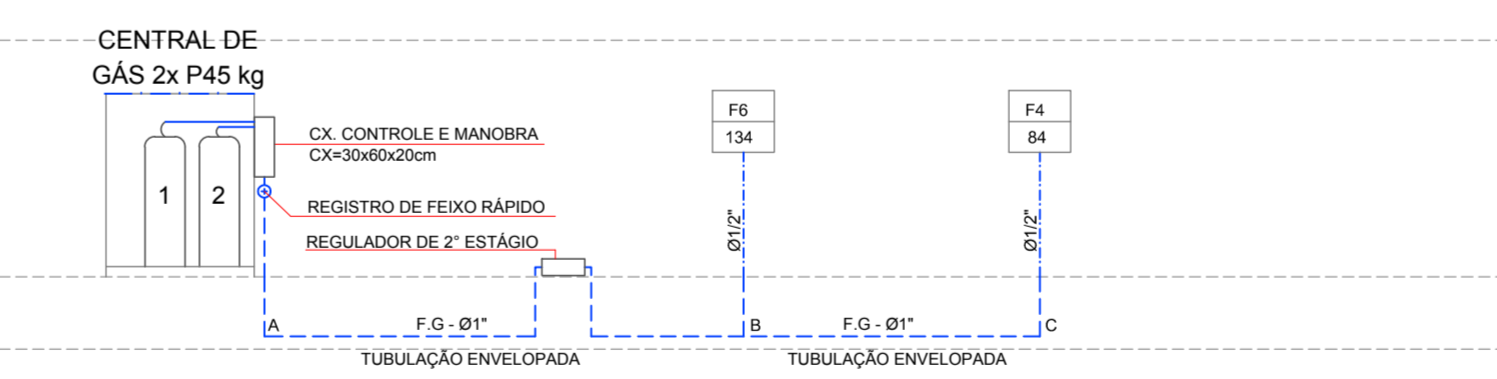 CENTRAL DE
GÁS 2x P45 kg
1
2
CX. CONTROLE E MANOBRA
CX=30x60x20cm
REGISTRO DE FEIXO RÁPIDO
REGULADOR DE 2° ESTÁGIO
F6
134
Ø1/2"
F4
84
Ø1/2"
A
F.G - Ø1"
B
F.G - Ø1"
C
TUBULAÇÃO ENVELOPADA
TUBULAÇÃO ENVELOPADA